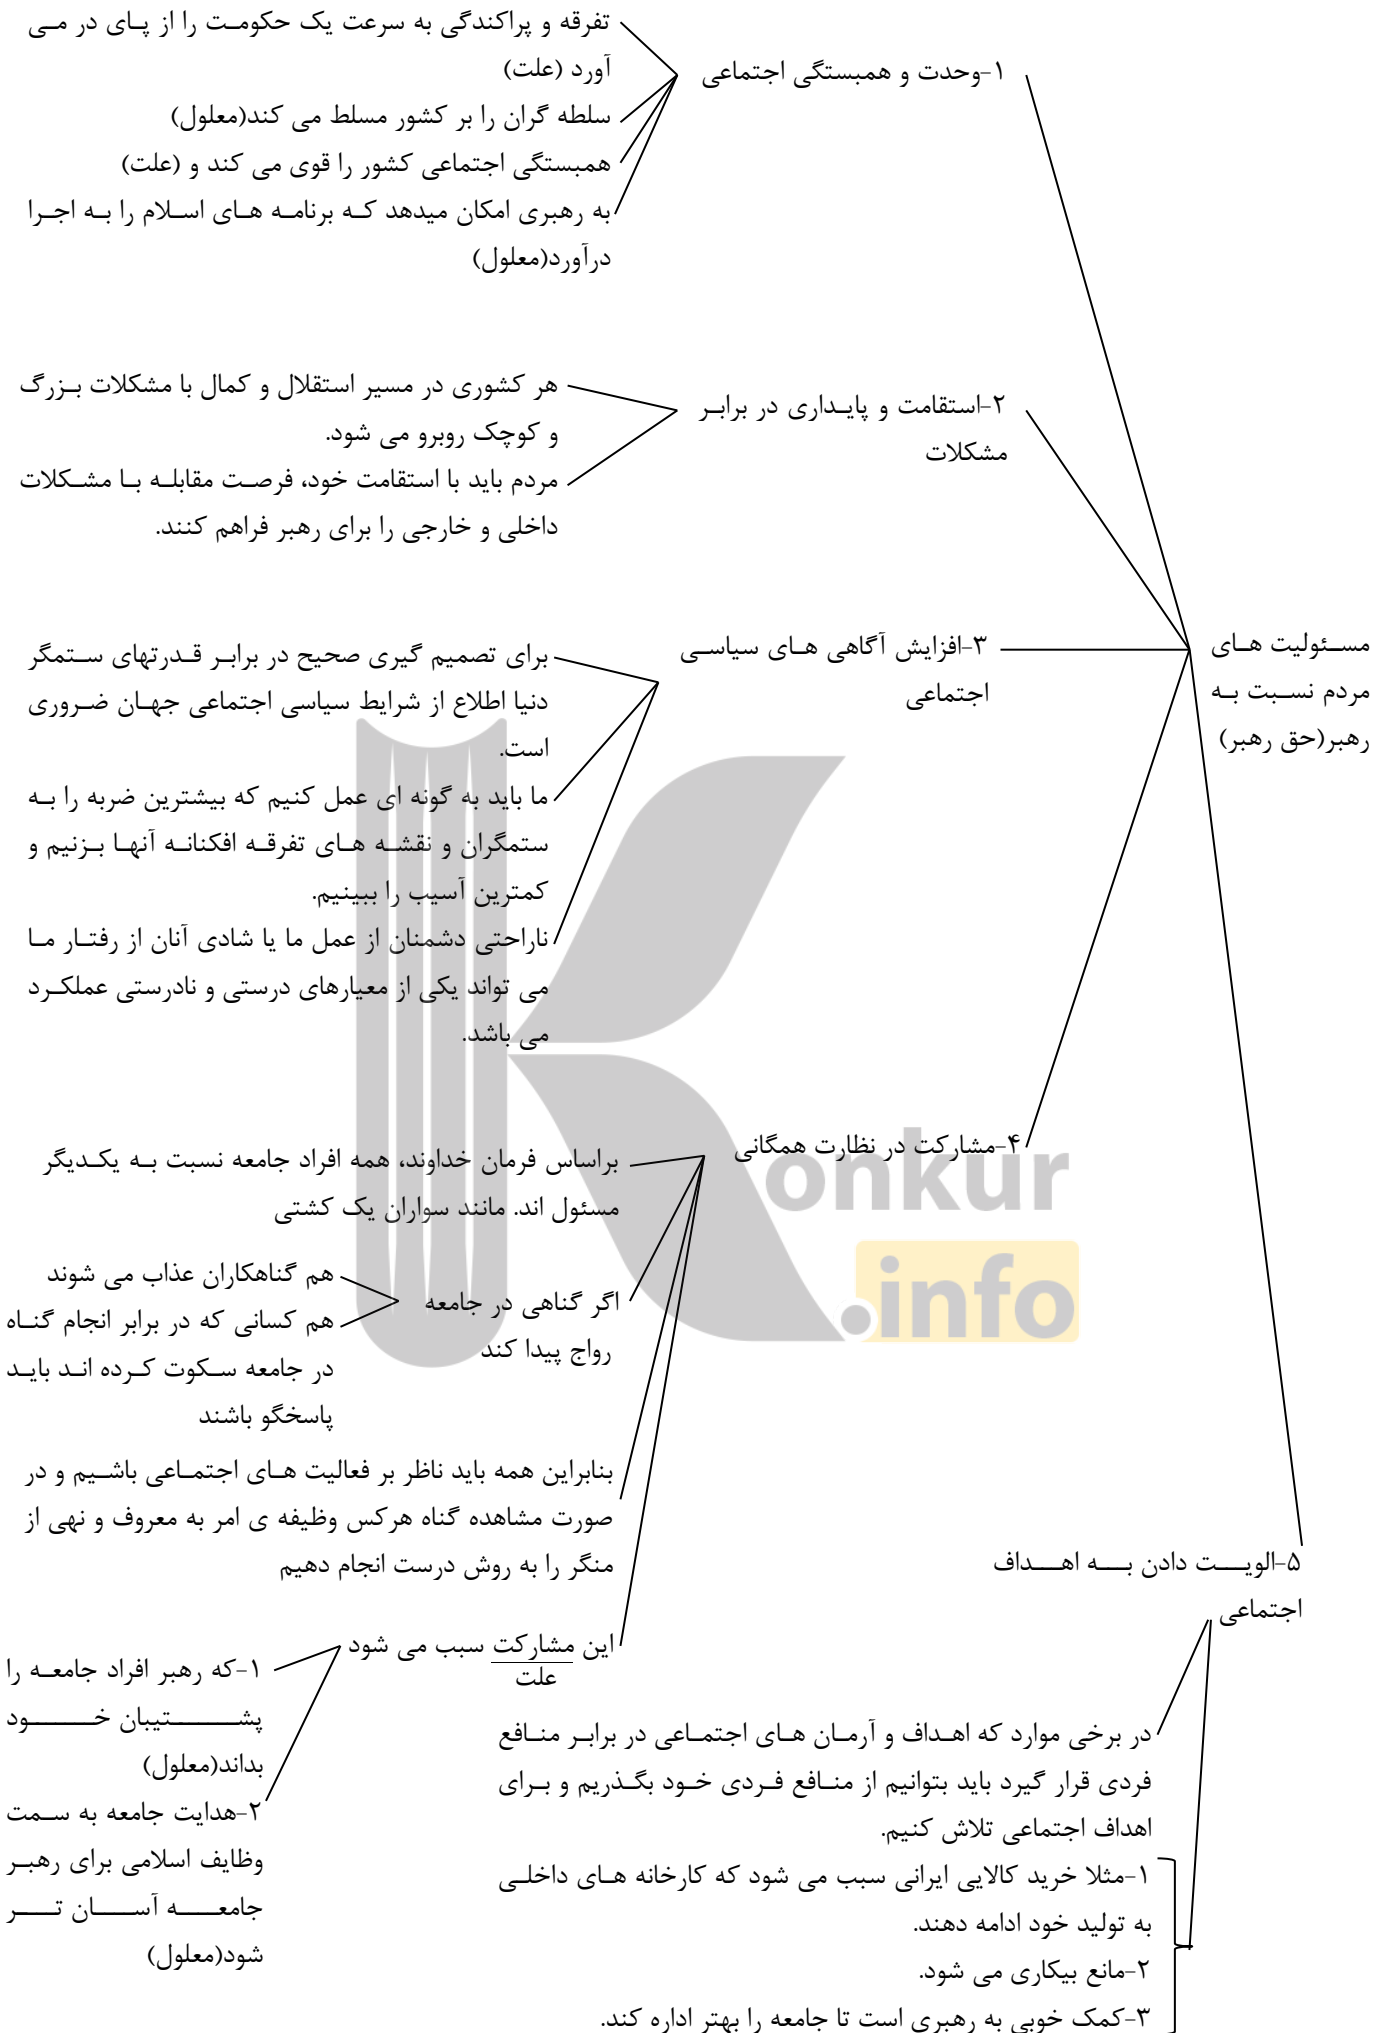 مسئولیت های
مردم نسبت به
رهبر(حق رهبر)
۱-وحدت و همبستگی اجتماعی
تفرقه و پراکندگی به سرعت یک حکومت را از پای در می
آورد (علت)
سلطه گران را بر کشور مسلط می کند(معلول)
همبستگی اجتماعی کشور را قوی می کند و (علت)
به رهبری امکان میدهد که برنامه های اسلام را به اجرا
درآورد(معلول)
۲-استقامت و پایداری در برابر
مشکلات
هر کشوری در مسیر استقلال و کمال با مشکلات بزرگ
و کوچک روبرو می شود.
مردم باید با استقامت خود، فرصت مقابله با مشکلات
داخلی و خارجی را برای رهبر فراهم کنند.
۳-افزایش آگاهی های سیاسی
اجتماعی
برای تصمیم گیری صحیح در برابر قدرتهای ستمگر
دنیا اطلاع از شرایط سیاسی اجتماعی جهان ضروری
است.
ما باید به گونه ای عمل کنیم که بیشترین ضربه را به
ستمگران و نقشه های تفرقه افکنانه آنها بزنیم و
کمترین آسیب را ببینیم.
ناراحتی دشمنان از عمل ما یا شادی آنان از رفتار ما
می تواند یکی از معیارهای درستی و نادرستی عملکرد
می باشد.
۴-مشارکت در نظارت همگانی
براساس فرمان خداوند، همه افراد جامعه نسبت به یکدیگر
مسئول اند. مانند سواران یک کشتی
اگر گناهی در جامعه
رواج پیدا کند
هم گناهکاران عذاب می شوند
هم کسانی که در برابر انجام گناه
در جامعه سکوت کرده اند باید
پاسخگو باشند
بنابراین همه باید ناظر بر فعالیت های اجتماعی باشیم و در
صورت مشاهده گناه هرکس وظیفه ی امر به معروف و نهی از
منگر را به روش درست انجام دهیم
این مشارکت سبب می شود
علت
۱-که رهبر افراد جامعه را
پشتیبان خود
بداند(معلول)
۲-هدایت جامعه به سمت
وظایف اسلامی برای رهبر
جامعه آسان تر
شود(معلول)
۵-الویت دادن به اهداف
اجتماعی
در برخی موارد که اهداف و آرمان های اجتماعی در برابر منافع
فردی قرار گیرد باید بتوانیم از منافع فردی خود بگذریم و برای
اهداف اجتماعی تلاش کنیم.
۱-مثلا خرید کالایی ایرانی سبب می شود که کارخانه های داخلی
به تولید خود ادامه دهند.
۲-مانع بیکاری می شود.
۳-کمک خوبی به رهبری است تا جامعه را بهتر اداره کند.
Konkur
.info